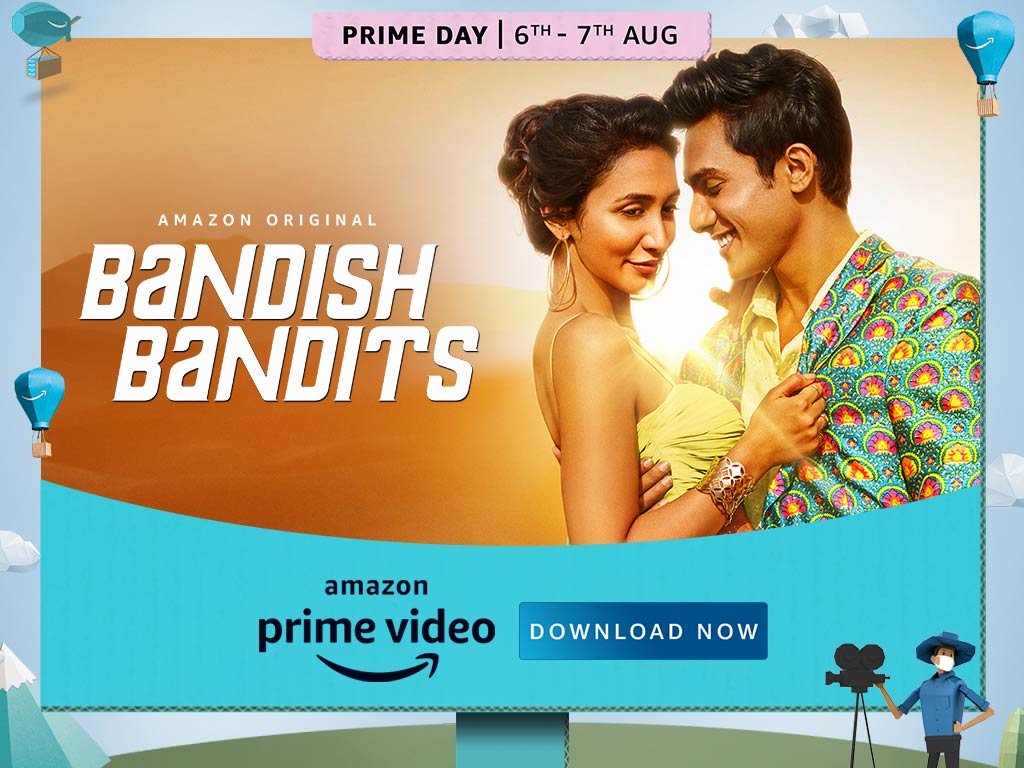 PRIME DAY | 6TH - 7TH AUG
AMAZON ORIGINAL
BANDISH
BANDITS
amazon
prime video
DOWNLOAD NOW